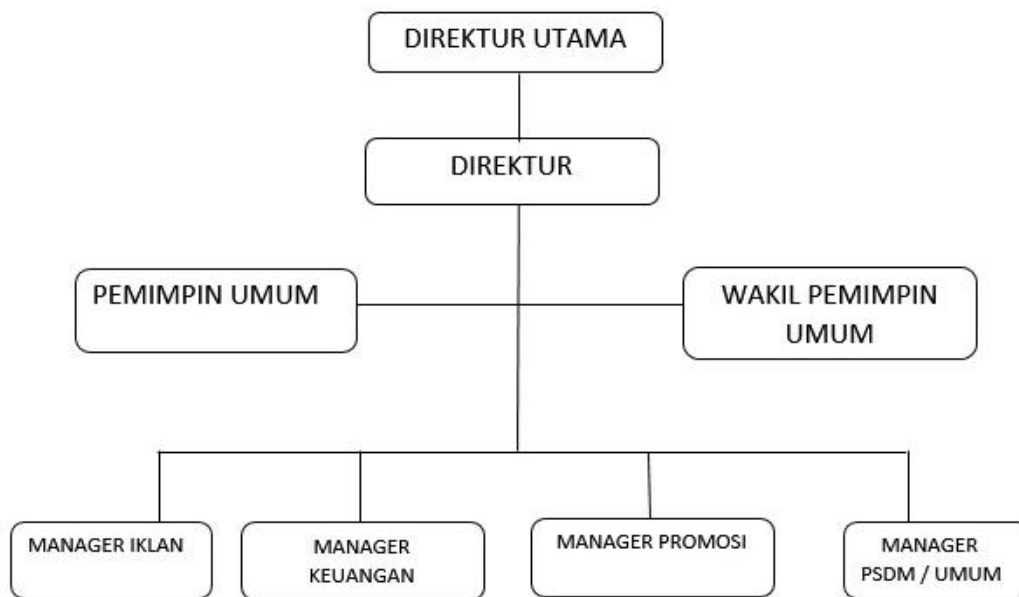 DIREKTUR UTAMA
DIREKTUR
PEMIMPIN UMUM
WAKIL PEMIMPIN
UMUM
MANAGER IKLAN
MANAGER
KEUANGAN
MANAGER PROMOSI
MANAGER
PSDM / UMUM